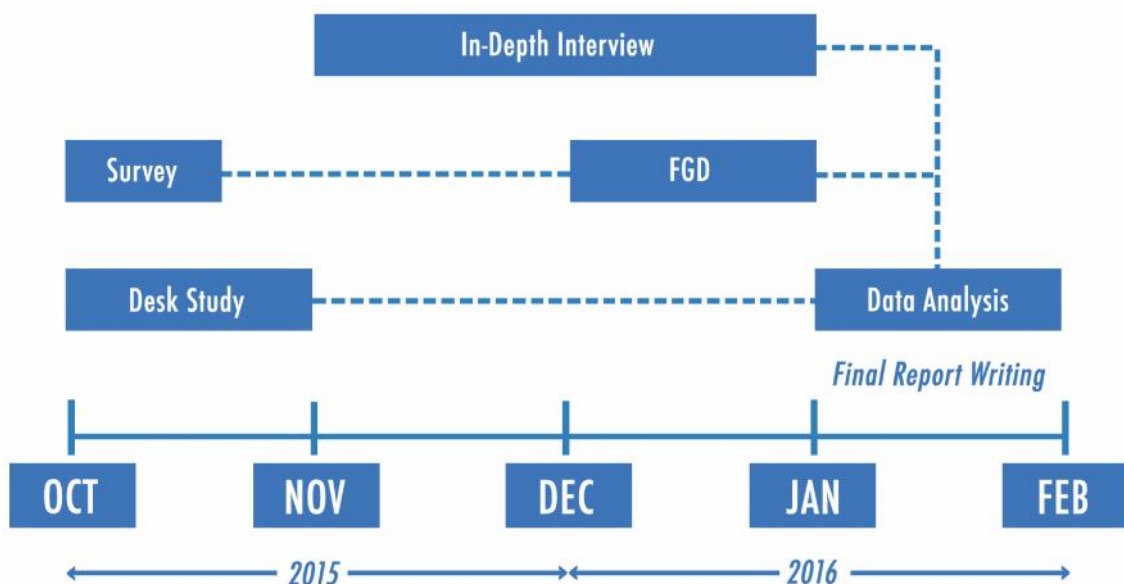 In-Depth Interview
Survey
FGD
Desk Study
Data Analysis
Final Report Writing
OCT
NOV
DEC
JAN
FEB
2015
2016